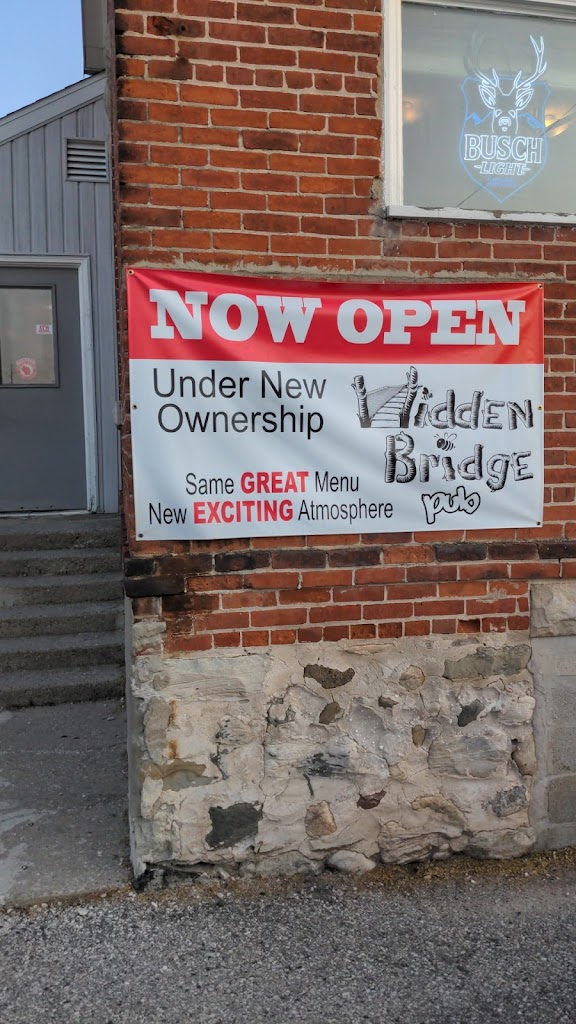 BUSCH
LIGHT
NOW OPEN
Under New
Ownership
Hidden
Bridge
pub
Same GREAT Menu
New EXCITING Atmosphere